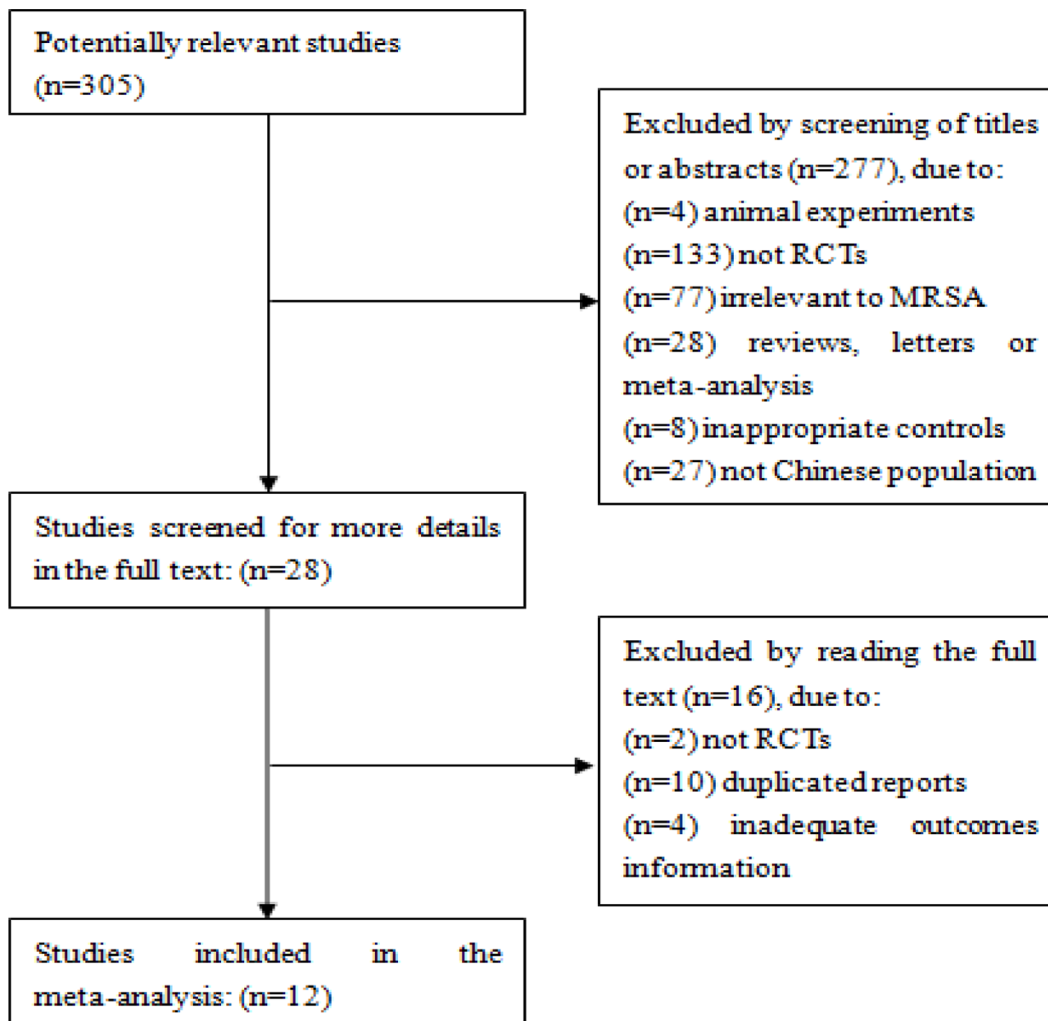 Potentially relevant studies
(n=305)
Excluded by screening of titles
or abstracts (n=277), due to:
(n=4) animal experiments
(n=133) not RCTs
(n=77) irrelevant to MRSA
(n=28) reviews, letters or
meta-analysis
(n=8) inappropriate controls
(n=27) not Chinese population
Studies screened for more details
in the full text: (n=28)
Excluded by reading the full
text (n=16), due to:
(n=2) not RCTs
(n=10) duplicated reports
(n=4) inadequate outcomes
information
Studies included in the
meta-analysis: (n=12)